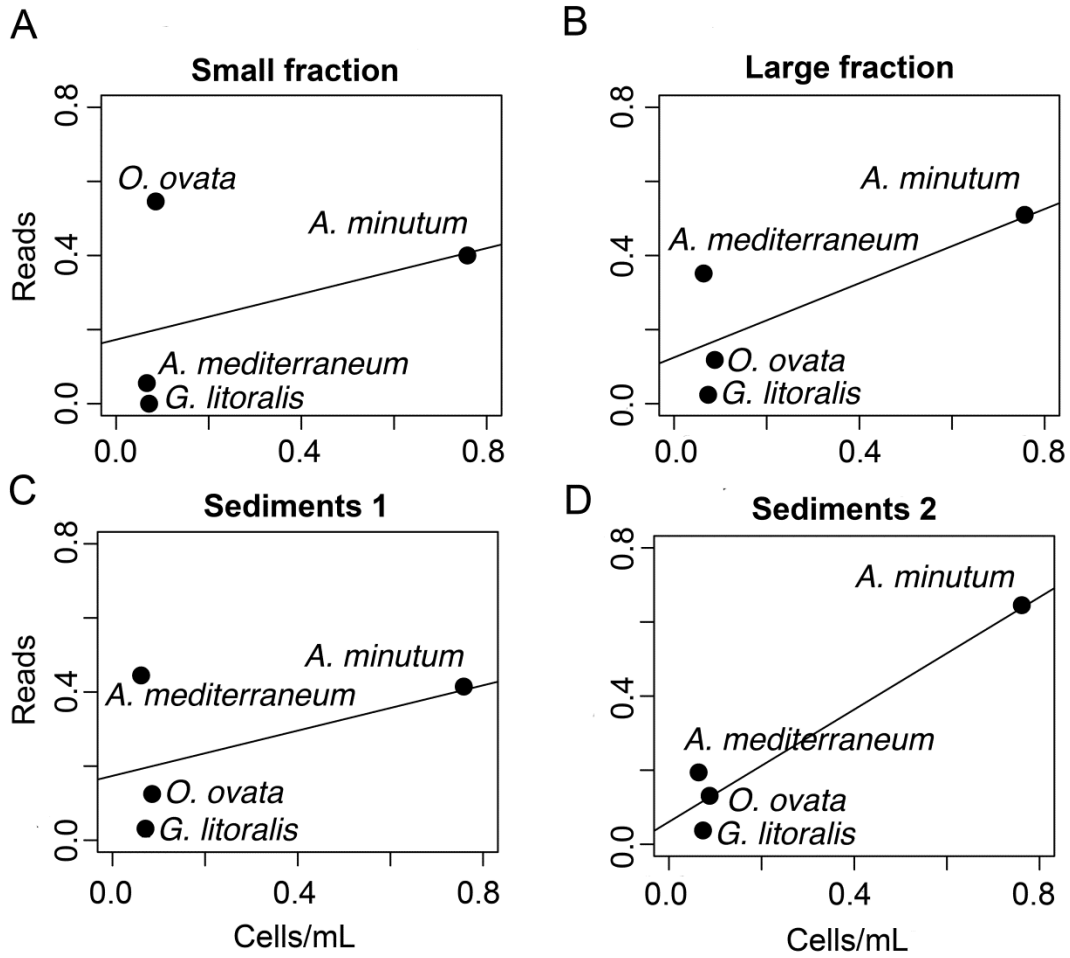 A
Small fraction
0.8
0.4
0.0
Reads
O. ovata
A. minutum
A. mediterraneum
G. litoralis
0.0 0.4 0.8
B
Large fraction
0.8
0.4
0.0
A. minutum
A. mediterraneum
O. ovata
G. litoralis
0.0 0.4 0.8
C
Sediments 1
0.8
0.4
0.0
Reads
A. minutum
A. mediterraneum
O. ovata
G. litoralis
0.0 0.4 0.8
Cells/mL
D
Sediments 2
0.8
0.4
0.0
A. minutum
A. mediterraneum
O. ovata
G. litoralis
0.0 0.4 0.8
Cells/mL